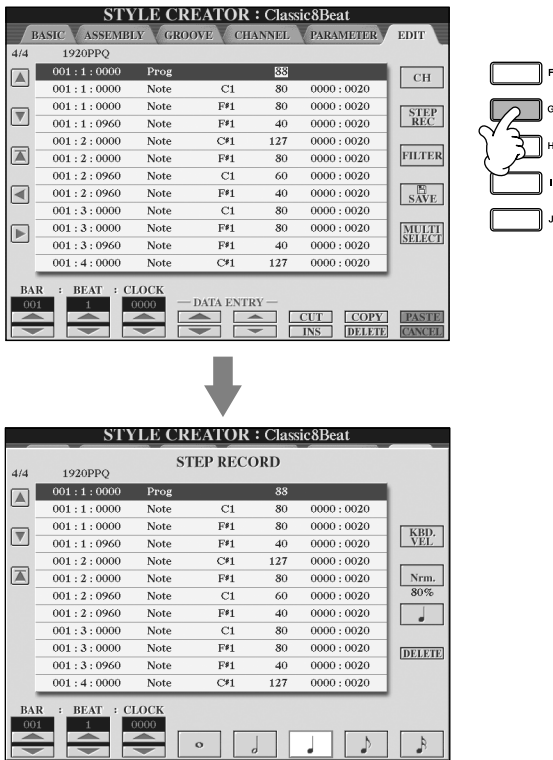 STYLE CREATOR : Classic8Beat
BASIC ASSEMBLY GROOVE CHANNEL PARAMETER EDIT
4/4 1920PPQ
001 : 1 : 0000 Prog 88
001 : 1 : 0000 Note C1 80 0000 : 0020
001 : 1 : 0000 Note F#1 80 0000 : 0020
001 : 1 : 0960 Note F#1 40 0000 : 0020
001 : 2 : 0000 Note C#1 127 0000 : 0020
001 : 2 : 0000 Note F#1 80 0000 : 0020
001 : 2 : 0960 Note C1 60 0000 : 0020
001 : 2 : 0960 Note F#1 40 0000 : 0020
001 : 3 : 0000 Note C1 80 0000 : 0020
001 : 3 : 0000 Note F#1 80 0000 : 0020
001 : 3 : 0960 Note F#1 40 0000 : 0020
001 : 4 : 0000 Note C#1 127 0000 : 0020
CH
STEP
REC
FILTER
SAVE
MULTI
SELECT
F
G
H
I
J
BAR : BEAT : CLOCK
001 1 0000
DATA ENTRY
CUT COPY PASTE
INS DELETE CANCEL
STYLE CREATOR : Classic8Beat
STEP RECORD
4/4 1920PPQ
001 : 1 : 0000 Prog 88
001 : 1 : 0000 Note C1 80 0000 : 0020
001 : 1 : 0000 Note F#1 80 0000 : 0020
001 : 1 : 0960 Note F#1 40 0000 : 0020
001 : 2 : 0000 Note C#1 127 0000 : 0020
001 : 2 : 0000 Note F#1 80 0000 : 0020
001 : 2 : 0960 Note C1 60 0000 : 0020
001 : 2 : 0960 Note F#1 40 0000 : 0020
001 : 3 : 0000 Note C1 80 0000 : 0020
001 : 3 : 0000 Note F#1 80 0000 : 0020
001 : 3 : 0960 Note F#1 40 0000 : 0020
001 : 4 : 0000 Note C#1 127 0000 : 0020
KBD.
VEL
Nrm.
80%
DELETE
BAR : BEAT : CLOCK
001 1 0000